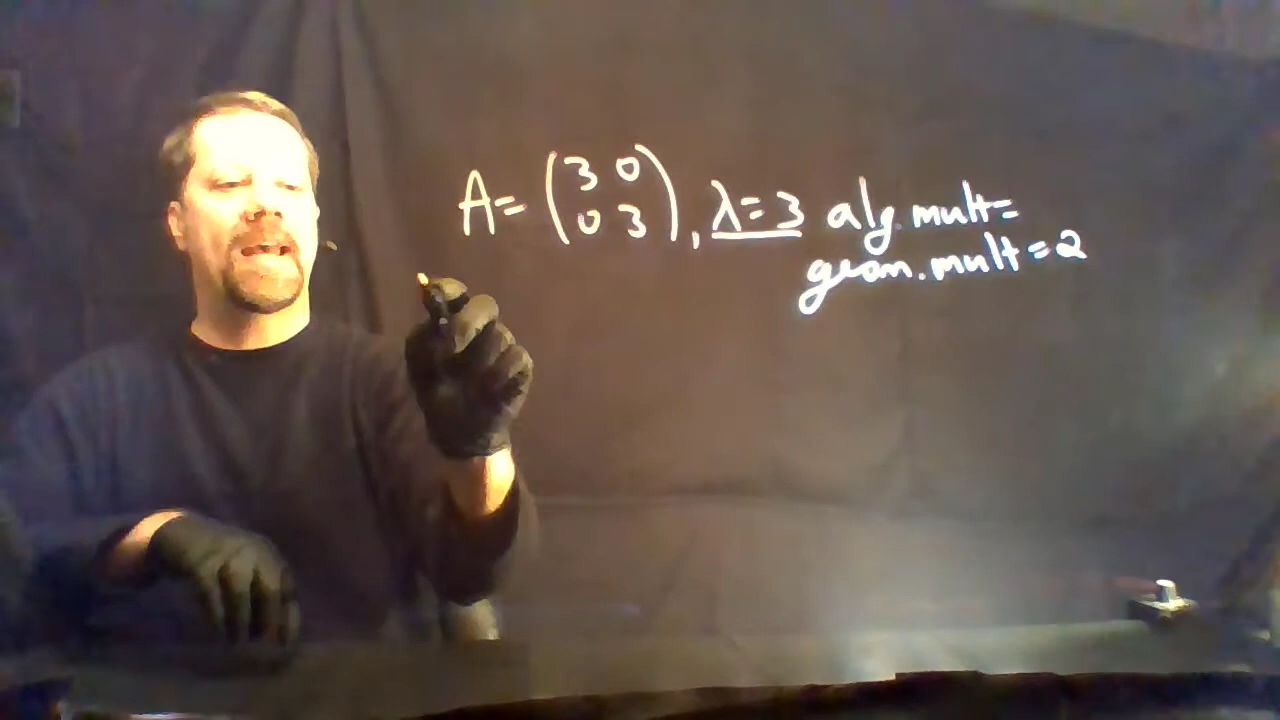 A = (3 0
0 3), λ = 3 alg. mult =
geom. mult = 2